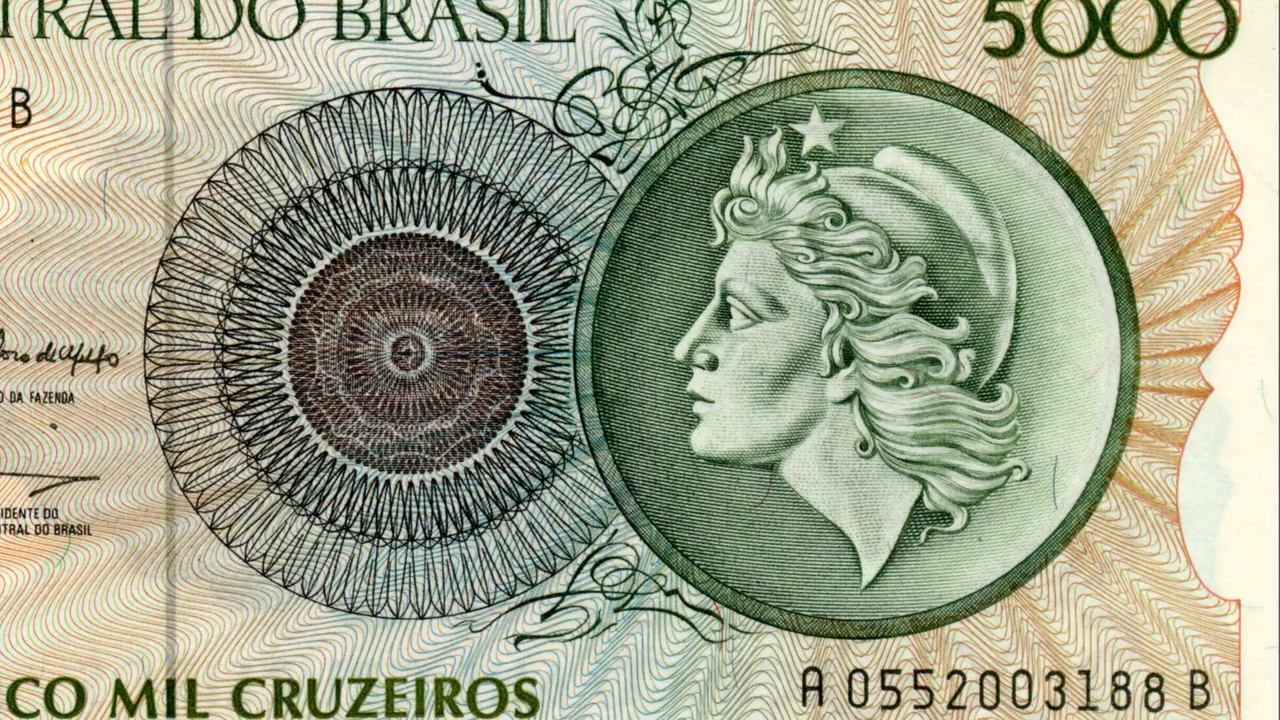 TRAL DO BRASIL
5000
B
O DA FAZENDA
IDENTE DO
TRAL DO BRASIL
CO MIL CRUZEIROS
A 0552003188 B